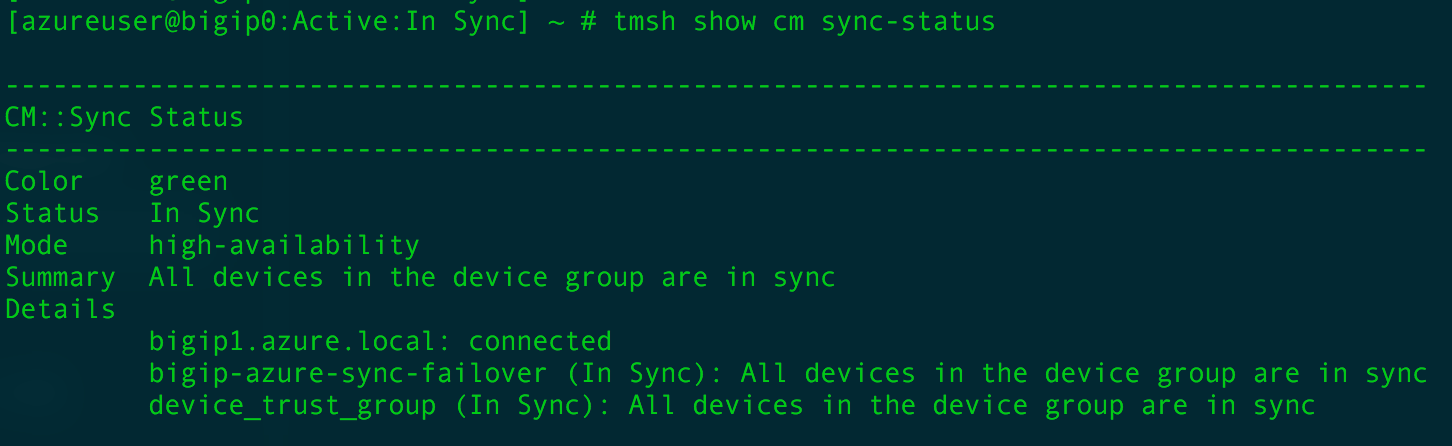 [azureuser@bigip0:Active:In Sync] ~ # tmsh show cm sync-status
-----------------------------------------------------------------------------------------
CM::Sync Status
-----------------------------------------------------------------------------------------
Color    green
Status   In Sync
Mode     high-availability
Summary  All devices in the device group are in sync
Details
         bigip1.azure.local: connected
         bigip-azure-sync-failover (In Sync): All devices in the device group are in sync
         device_trust_group (In Sync): All devices in the device group are in sync